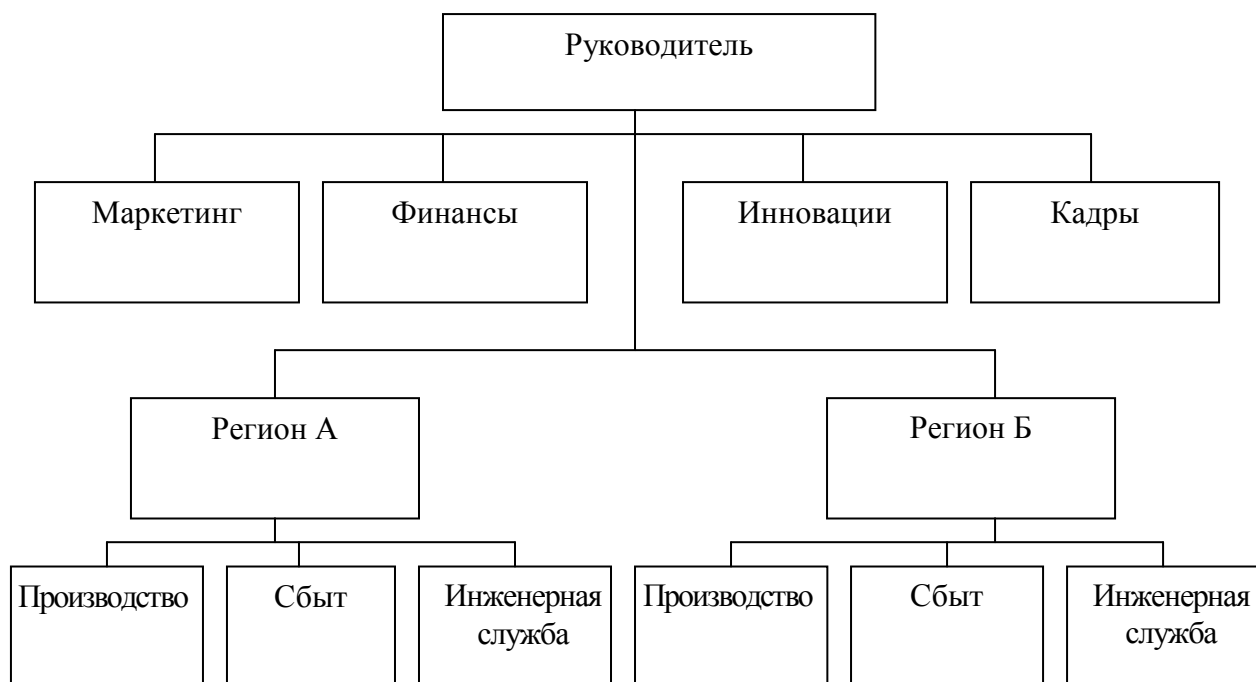 Руководитель
Маркетинг
Финансы
Инновации
Кадры
Регион А
Регион Б
Производство
Сбыт
Инженерная
служба
Производство
Сбыт
Инженерная
служба